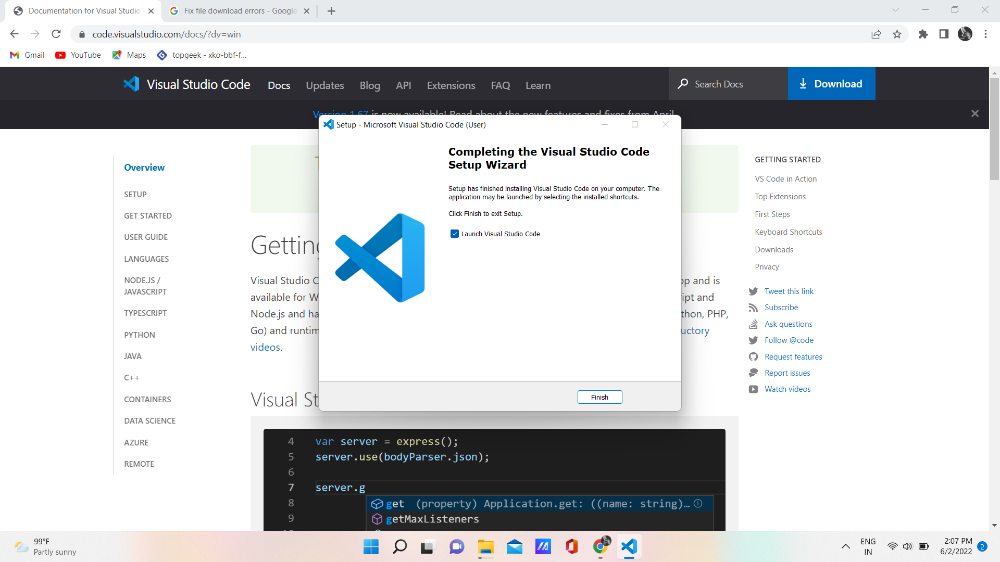 Documentation for Visual Studio
Fix file download errors - Google
code.visualstudio.com/docs/?dv=win
Gmail
YouTube
Maps
topgeek - xko-bbf-f...
Visual Studio Code
Docs
Updates
Blog
API
Extensions
FAQ
Learn
Search Docs
Download
Version 1.67 is now available! Read about the new features and fixes from April.
Setup - Microsoft Visual Studio Code (User)
Completing the Visual Studio Code
Setup Wizard
Setup has finished installing Visual Studio Code on your computer. The
application may be launched by selecting the installed shortcuts.
Click Finish to exit Setup.
Launch Visual Studio Code
Finish
Overview
SETUP
GET STARTED
USER GUIDE
LANGUAGES
NODE.JS /
JAVASCRIPT
TYPESCRIPT
PYTHON
JAVA
C++
CONTAINERS
DATA SCIENCE
AZURE
REMOTE
Getting
Visual Studio C
op and is
available for W
ript and
Node.js and ha
thon, PHP,
Go) and runtim
uctory
videos.
Visual St
4 var server = express();
5 server.use(bodyParser.json);
6
7 server.g
8 get (property) Application.get: ((name: string)...
9 getMaxListeners
GETTING STARTED
VS Code in Action
Top Extensions
First Steps
Keyboard Shortcuts
Downloads
Privacy
Tweet this link
Subscribe
Ask questions
Follow @code
Request features
Report issues
Watch videos
99°F
Partly sunny
ENG
IN
2:07 PM
6/2/2022
2